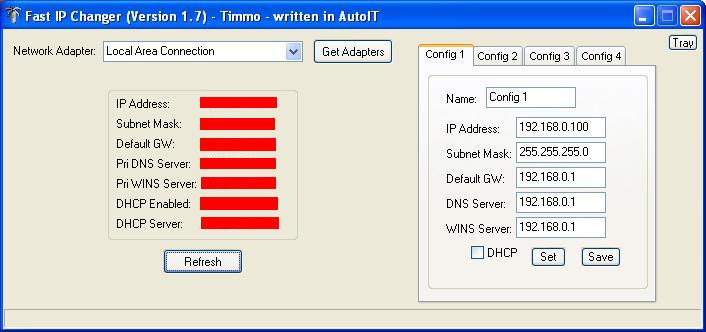 Fast IP Changer (Version 1.7) - Timmo - written in AutoIT
Network Adapter: Local Area Connection Get Adapters
Tray
Config 1 Config 2 Config 3 Config 4
IP Address:
Subnet Mask:
Default GW:
Pri DNS Server:
Pri WINS Server:
DHCP Enabled:
DHCP Server:
Refresh
Name: Config 1
IP Address: 192.168.0.100
Subnet Mask: 255.255.255.0
Default GW: 192.168.0.1
DNS Server: 192.168.0.1
WINS Server: 192.168.0.1
DHCP Set Save